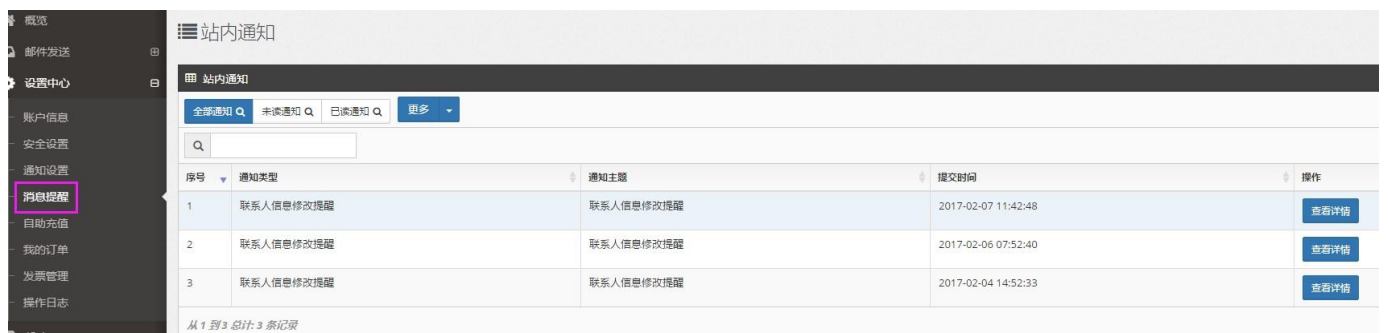 概览
邮件发送
设置中心
账户信息
安全设置
通知设置
消息提醒
自助充值
我的订单
发票管理
操作日志
站内通知
站内通知
全部通知 未读通知 已读通知 更多
序号 通知类型 通知主题 提交时间 操作
1 联系人信息修改提醒 联系人信息修改提醒 2017-02-07 11:42:48 查看详情
2 联系人信息修改提醒 联系人信息修改提醒 2017-02-06 07:52:40 查看详情
3 联系人信息修改提醒 联系人信息修改提醒 2017-02-04 14:52:33 查看详情
从 1 到 3 总计: 3 条记录